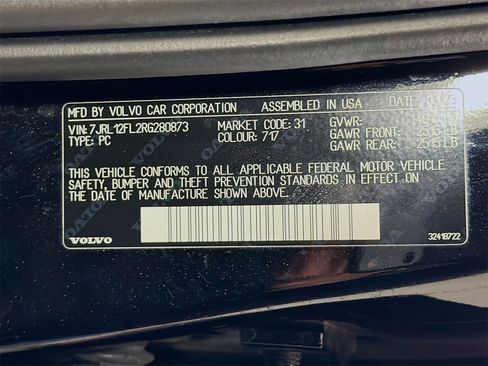 MFD BY VOLVO CAR CORPORATION ASSEMBLED IN USA
VIN: 7JRL12FL2RG280873 MARKET CODE: 31 GVWR:
TYPE: PC COLOUR: 717 GAWR FRONT: 2515 LB
GAWR REAR: 2515 LB
THIS VEHICLE CONFORMS TO ALL APPLICABLE FEDERAL MOTOR VEHICLE
SAFETY, BUMPER AND THEFT PREVENTION STANDARDS IN EFFECT ON
THE DATE OF MANUFACTURE SHOWN ABOVE.
VOLVO 32418722